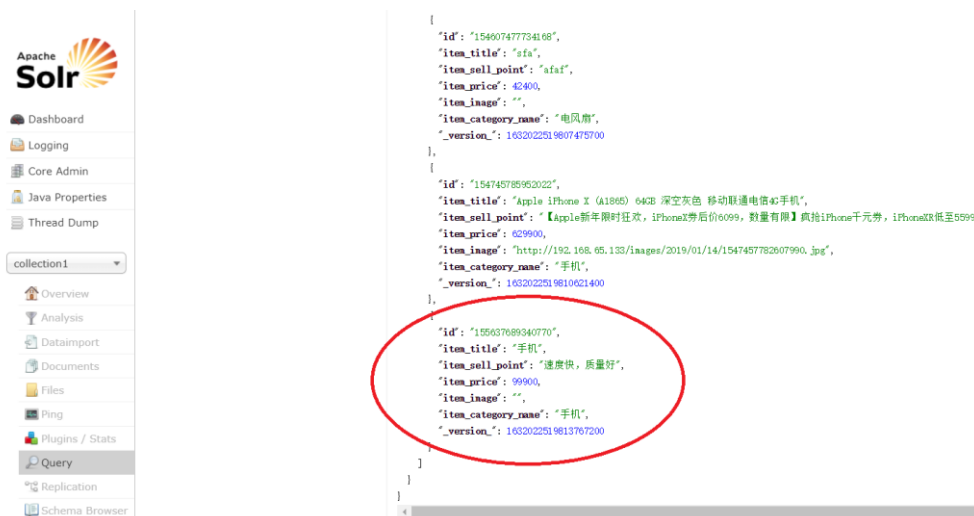 Apache
Solr
Dashboard
Logging
Core Admin
Java Properties
Thread Dump
collection1
Overview
Analysis
Dataimport
Documents
Files
Ping
Plugins / Stats
Query
Replication
Schema Browser
{
"id": "154607477734168",
"item_title": "sfa",
"item_sell_point": "afaf",
"item_price": 42400,
"item_image": "",
"item_category_name": "电风扇",
"_version_": 1632022519807475700
},
{
"id": "154745785952022",
"item_title": "Apple iPhone X (A1865) 64GB 深空灰色 移动联通电信4G手机",
"item_sell_point": "【Apple新年限时狂欢，iPhoneX券后价6099，数量有限】疯抢iPhone千元券，iPhoneXR低至5599
"item_price": 629900,
"item_image": "http://192.168.65.133/images/2019/01/14/1547457782607990.jpg",
"item_category_name": "手机",
"_version_": 1632022519810621400
},
{
"id": "155637689340770",
"item_title": "手机",
"item_sell_point": "速度快，质量好",
"item_price": 99900,
"item_image": "",
"item_category_name": "手机",
"_version_": 1632022519813767200
}
]
}
}